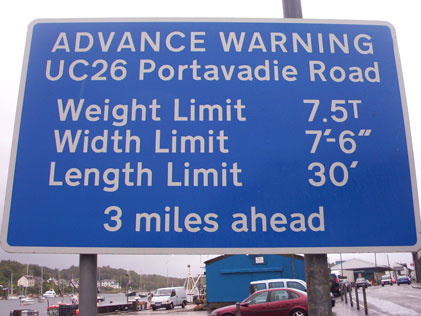 ADVANCE WARNING
UC26 Portavadie Road
Weight Limit 7.5T
Width Limit 7'-6"
Length Limit 30'
3 miles ahead